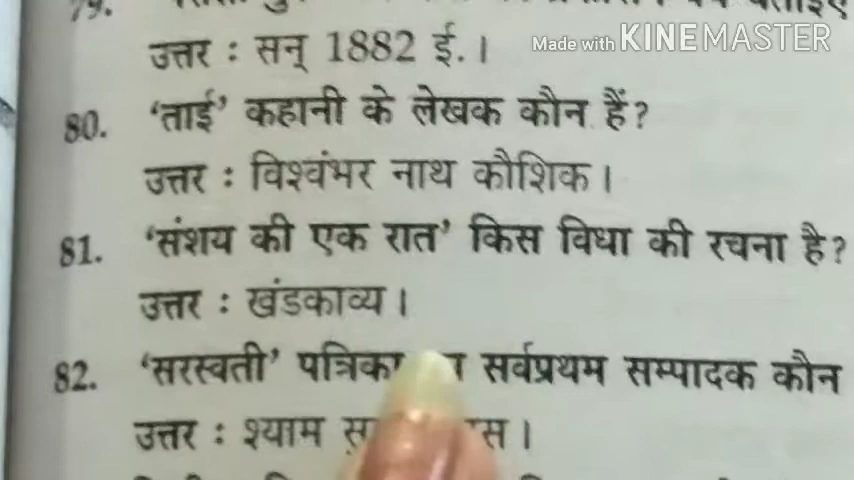 79.
उत्तर : सन् 1882 ई. ।
Made with KINEMASTER
80. 'ताई' कहानी के लेखक कौन हैं?
उत्तर : विश्वंभर नाथ कौशिक ।
81. 'संशय की एक रात' किस विधा की रचना है?
उत्तर : खंडकाव्य ।
82. 'सरस्वती' सर्वप्रथम सम्पादक कौन
उत्तर : श्याम